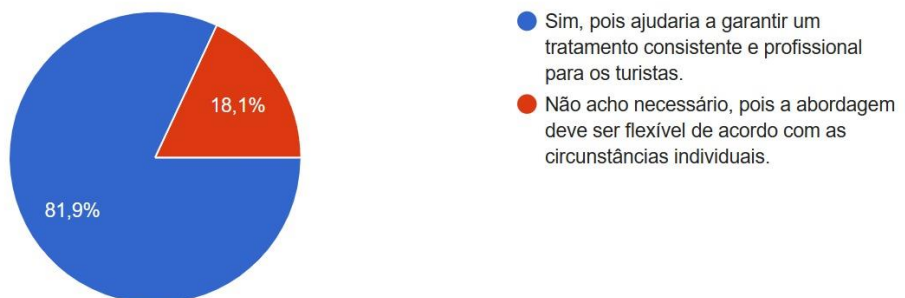 18,1%
81,9%
Sim, pois ajudaria a garantir um
tratamento consistente e profissional
para os turistas.
Não acho necessário, pois a abordagem
deve ser flexível de acordo com as
circunstâncias individuais.